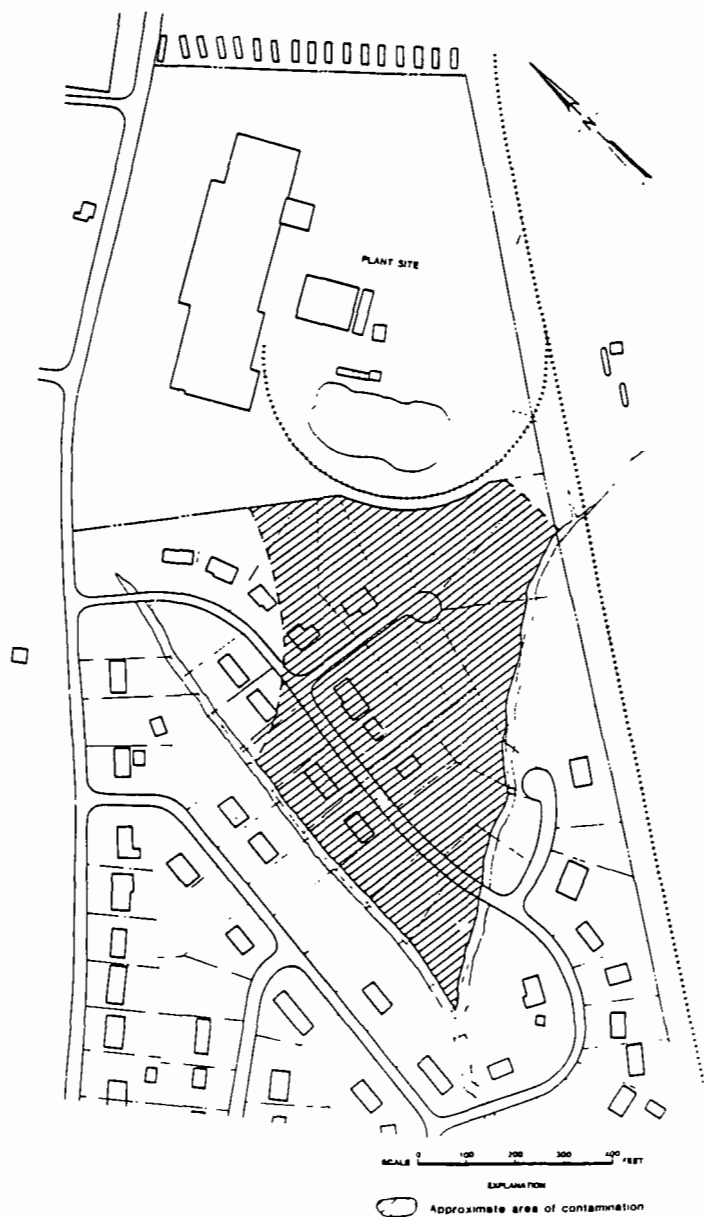 N
PLANT SITE
SCALE 0 100 200 300 400 FEET
EXPLANATION
Approximate area of contamination